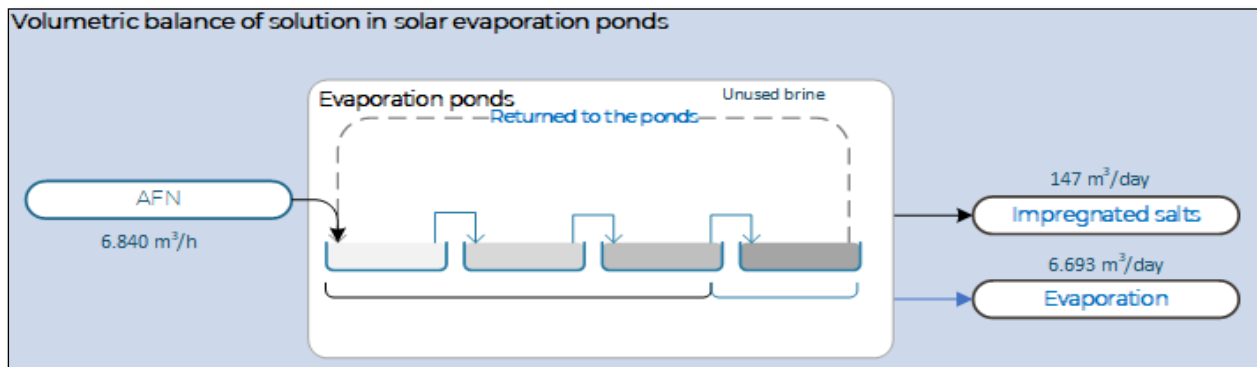 Volumetric balance of solution in solar evaporation ponds
Evaporation ponds
Unused brine
Returned to the ponds
AFN
6.840 m³/h
147 m³/day
Impregnated salts
6.693 m³/day
Evaporation